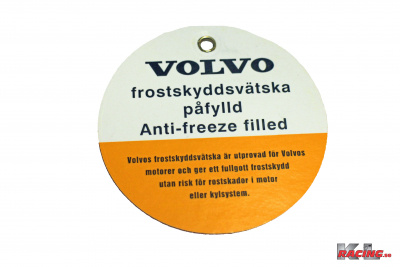 VOLVO
frostskyddsvätska
påfylld
Anti-freeze filled
Volvos frostskyddsvätska är utprovad för Volvos
motorer och ger ett fullgott frostskydd
utan risk för rostskador i motor
eller kylsystem.
KL
RACING.se